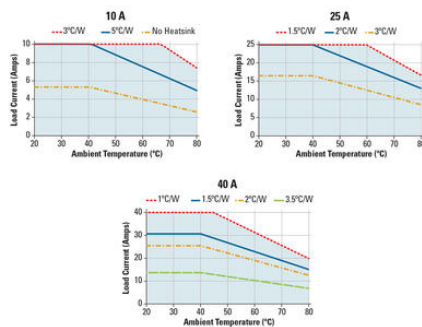 10 A
3°C/W 5°C/W No Heatsink
10
8
6
4
2
0
Load Current (Amps)
20 30 40 50 60 70 80
Ambient Temperature (°C)
25 A
1.5°C/W 2°C/W 3°C/W
25
20
15
10
5
0
Load Current (Amps)
20 30 40 50 60 70 80
Ambient Temperature (°C)
40 A
1°C/W 1.5°C/W 2°C/W 3.5°C/W
40
30
20
10
0
Load Current (Amps)
20 30 40 50 60 70 80
Ambient Temperature (°C)